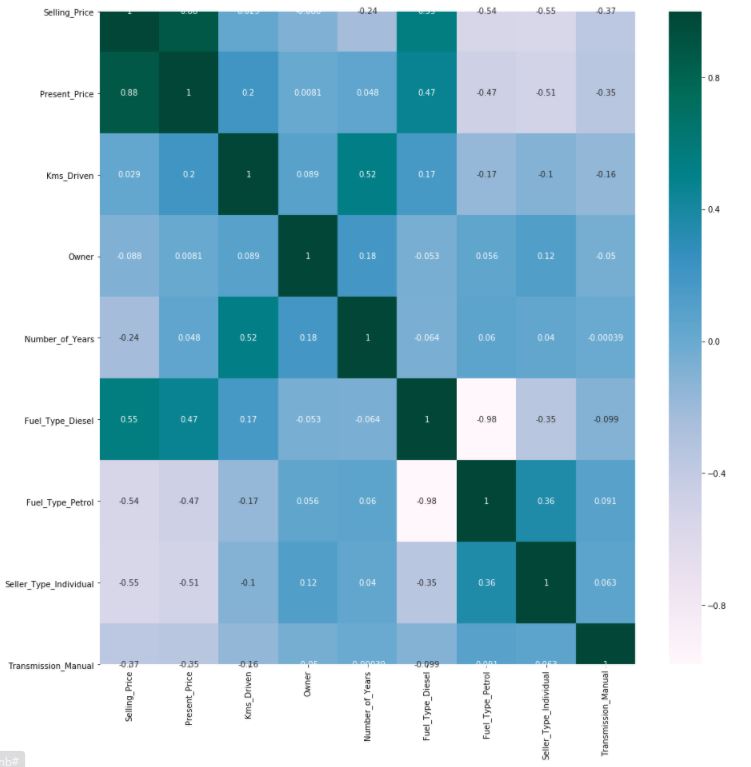 Selling_Price -0.24 -0.54 -0.55 -0.37
0.8
Present_Price 0.88 1 0.2 0.0081 0.048 0.47 -0.47 -0.51 -0.35
Kms_Driven 0.029 0.2 1 0.089 0.52 0.17 -0.17 -0.1 -0.16
0.4
Owner -0.088 0.0081 0.089 1 0.18 -0.053 0.056 0.12 -0.05
Number_of_Years -0.24 0.048 0.52 0.18 1 -0.064 0.06 0.04 -0.00039
0.0
Fuel_Type_Diesel 0.55 0.47 0.17 -0.053 -0.064 1 -0.98 -0.35 -0.099
-0.4
Fuel_Type_Petrol -0.54 -0.47 -0.17 0.056 0.06 -0.98 1 0.36 0.091
Seller_Type_Individual -0.55 -0.51 -0.1 0.12 0.04 -0.35 0.36 1 0.063
-0.8
Transmission_Manual -0.37 -0.35 -0.16 -0.099
Selling_Price
Present_Price
Kms_Driven
Owner
Number_of_Years
Fuel_Type_Diesel
Fuel_Type_Petrol
Seller_Type_Individual
Transmission_Manual
nb#